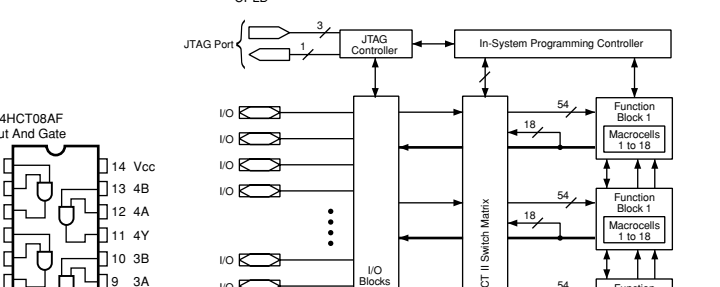 JTAG Port
3
1
JTAG
Controller
In-System Programming Controller
4HCT08AF
And Gate
14 Vcc
13 4B
12 4A
11 4Y
10 3B
9 3A
I/O
I/O
I/O
I/O
I/O
I/O
I/O
Blocks
CT II Switch Matrix
54
18
Function
Block 1
Macrocells
1 to 18
54
18
Function
Block 1
Macrocells
1 to 18
54
Function